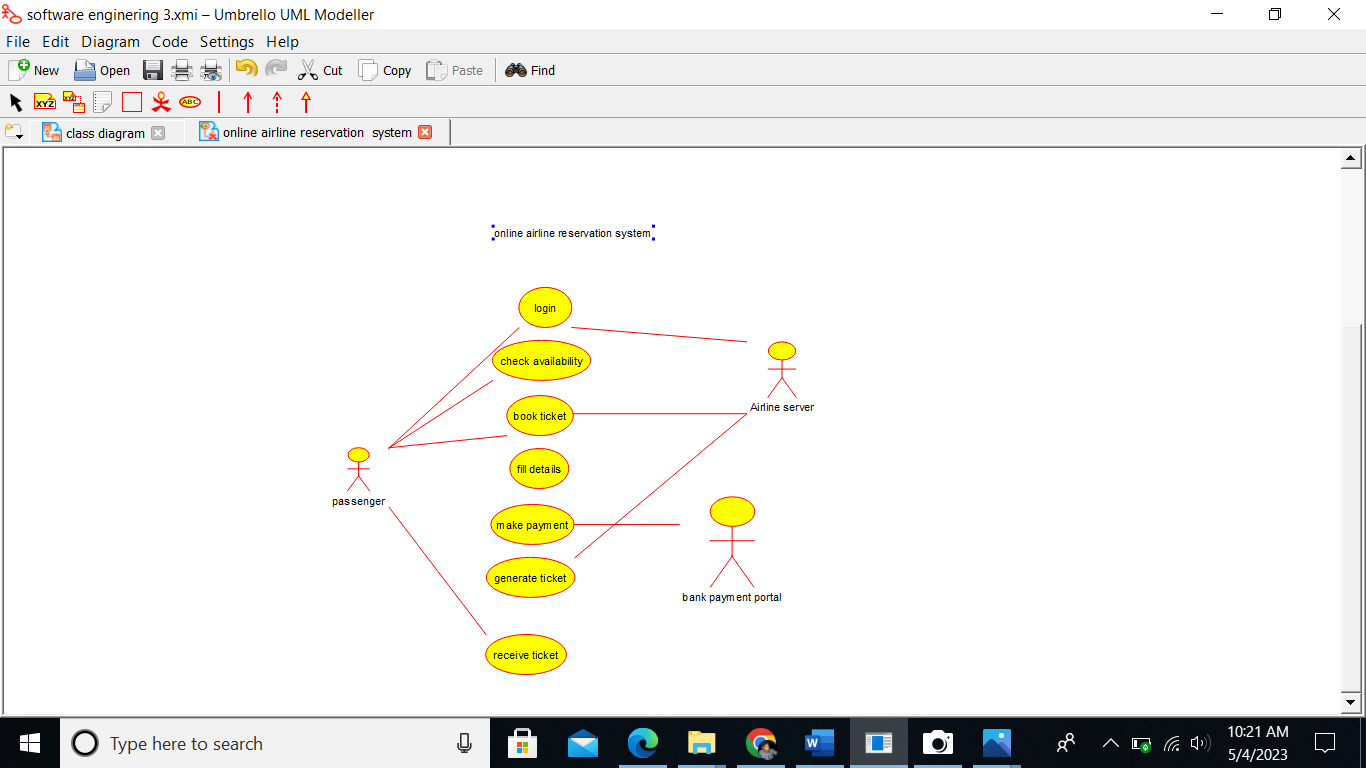 software enginering 3.xmi – Umbrello UML Modeller
File Edit Diagram Code Settings Help
New Open Cut Copy Paste Find
XYZ XYZ ABC
class diagram online airline reservation system
online airline reservation system
login
check availability
Airline server
book ticket
fill details
passenger
make payment
generate ticket
bank payment portal
receive ticket
Type here to search
10:21 AM
5/4/2023